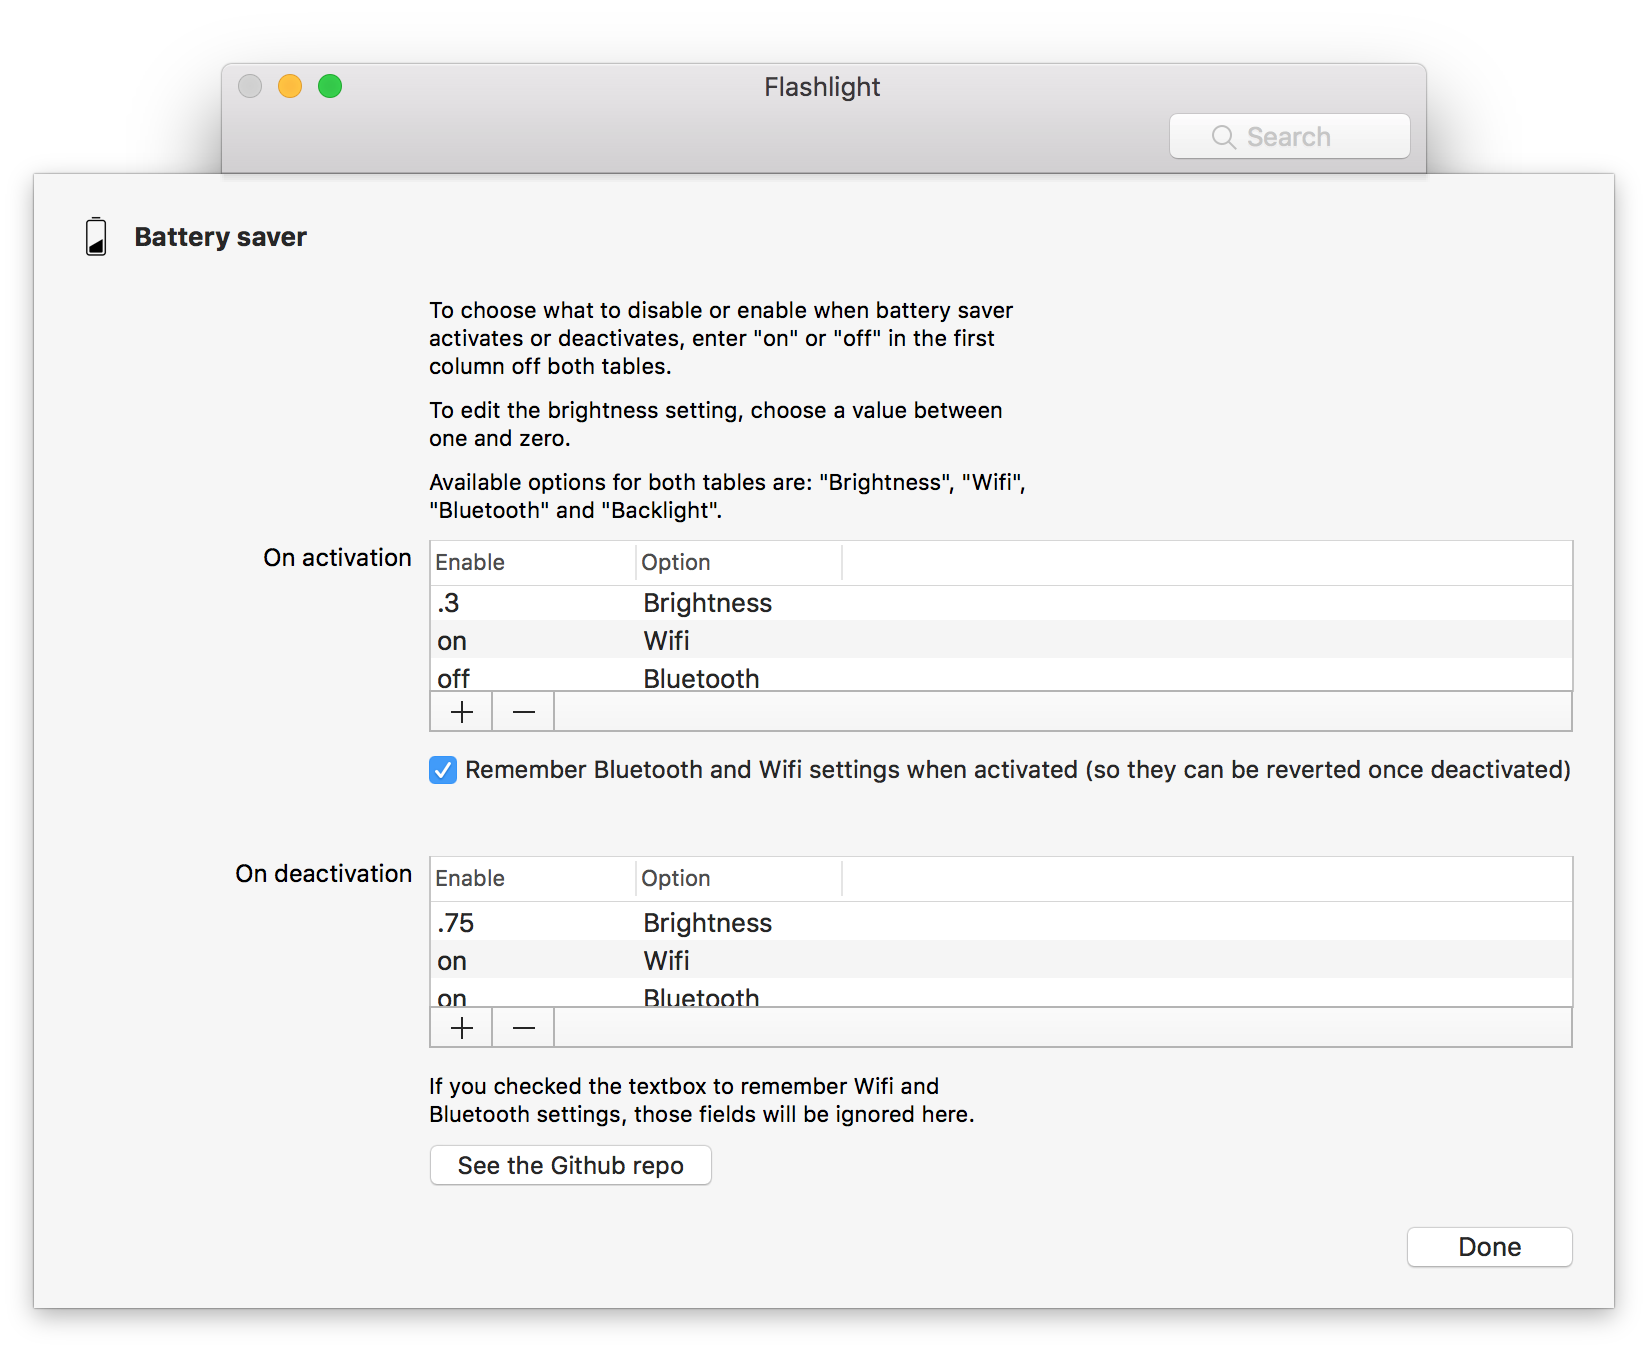 Flashlight
Search
Battery saver
To choose what to disable or enable when battery saver
activates or deactivates, enter "on" or "off" in the first
column off both tables.
To edit the brightness setting, choose a value between
one and zero.
Available options for both tables are: "Brightness", "Wifi",
"Bluetooth" and "Backlight".
On activation
Enable Option
.3 Brightness
on Wifi
off Bluetooth
Remember Bluetooth and Wifi settings when activated (so they can be reverted once deactivated)
On deactivation
Enable Option
.75 Brightness
on Wifi
on Bluetooth
If you checked the textbox to remember Wifi and
Bluetooth settings, those fields will be ignored here.
See the Github repo
Done